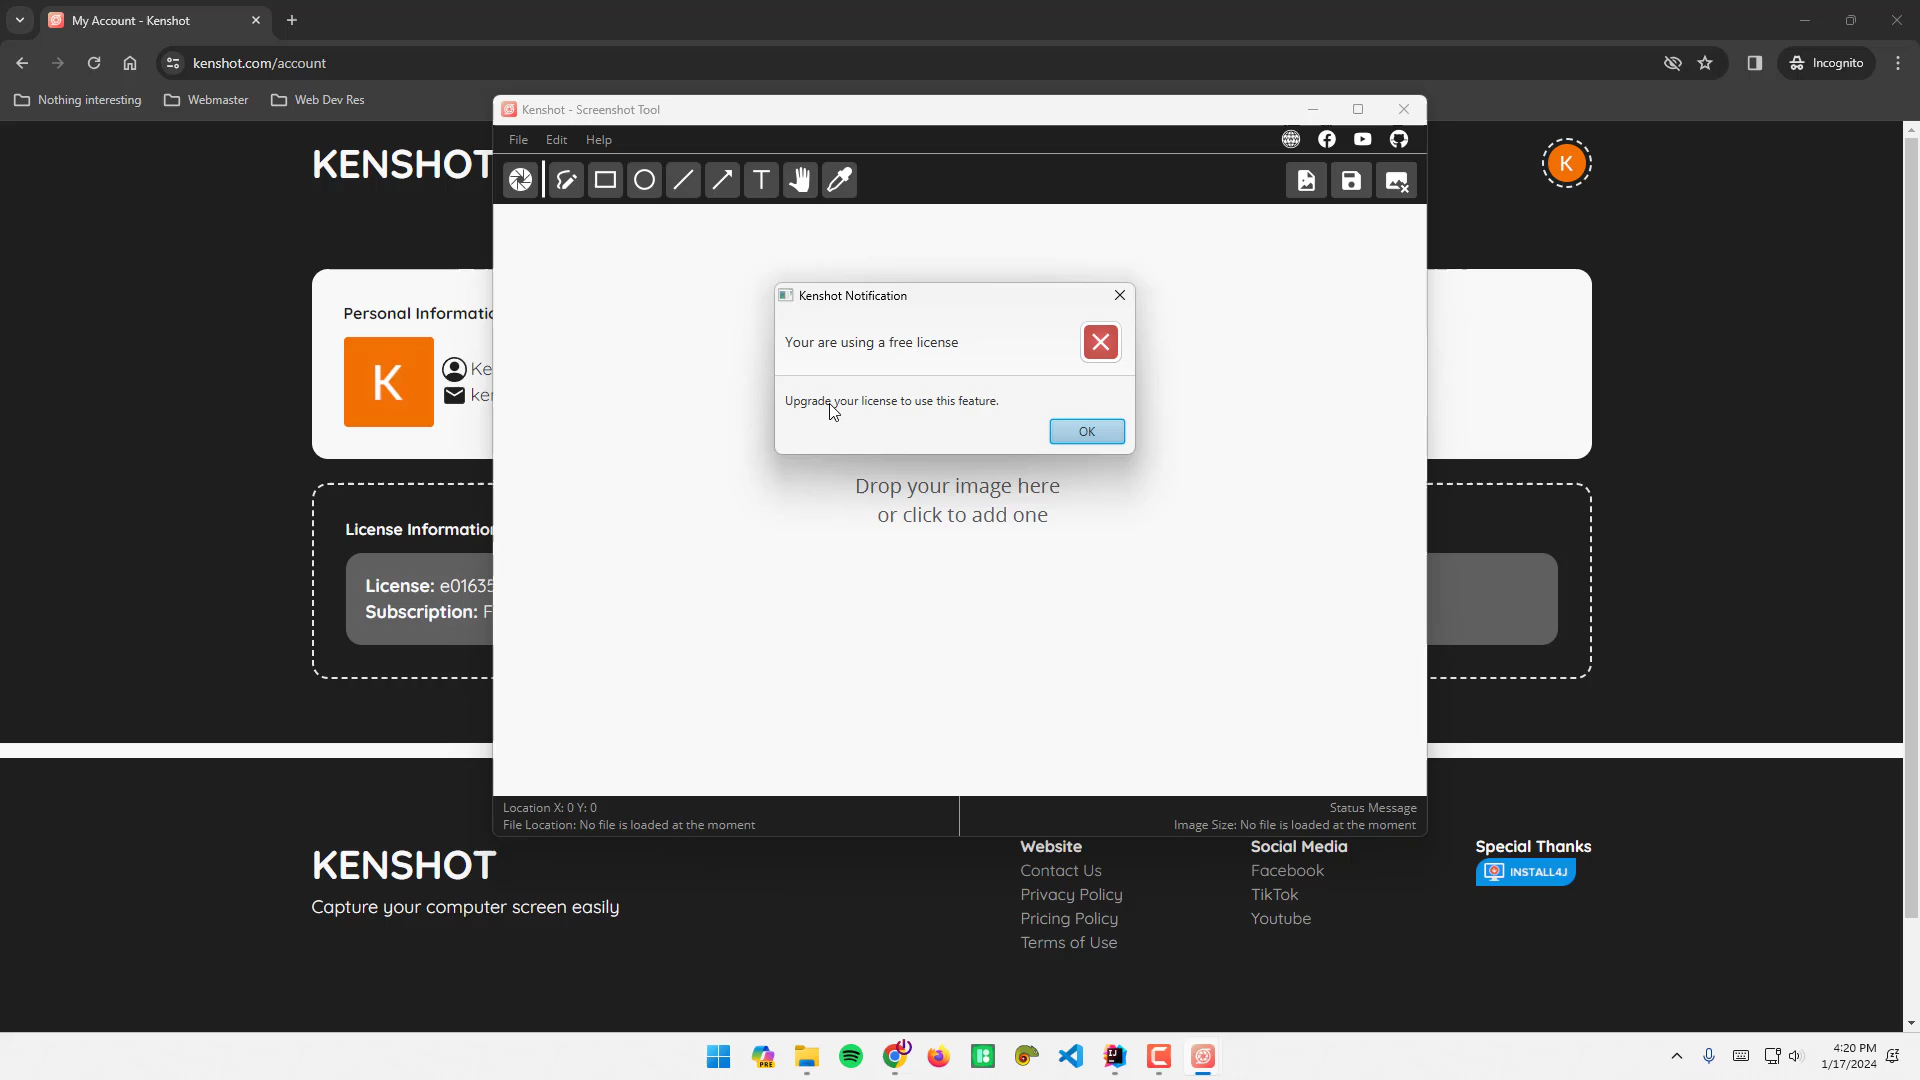 My Account - Kenshot
kenshot.com/account
Incognito
Nothing interesting
Webmaster
Web Dev Res
Kenshot - Screenshot Tool
File Edit Help
KENSHOT
K
T
Personal Informatio
K
Ke
ke
Kenshot Notification
Your are using a free license
Upgrade your license to use this feature.
OK
Drop your image here
or click to add one
License Information
License: e01635
Subscription: F
Location X: 0 Y: 0
File Location: No file is loaded at the moment
Status Message
Image Size: No file is loaded at the moment
KENSHOT
Capture your computer screen easily
Website
Contact Us
Privacy Policy
Pricing Policy
Terms of Use
Social Media
Facebook
TikTok
Youtube
Special Thanks
INSTALL4J
PRE
IJ
4:20 PM
1/17/2024